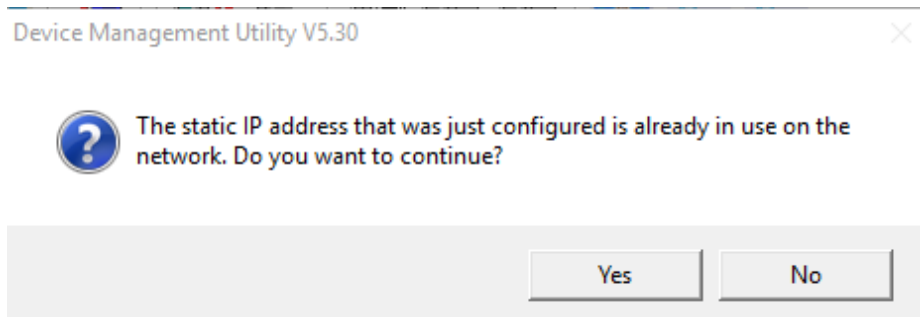 Device Management Utility V5.30
The static IP address that was just configured is already in use on the
network. Do you want to continue?
Yes
No